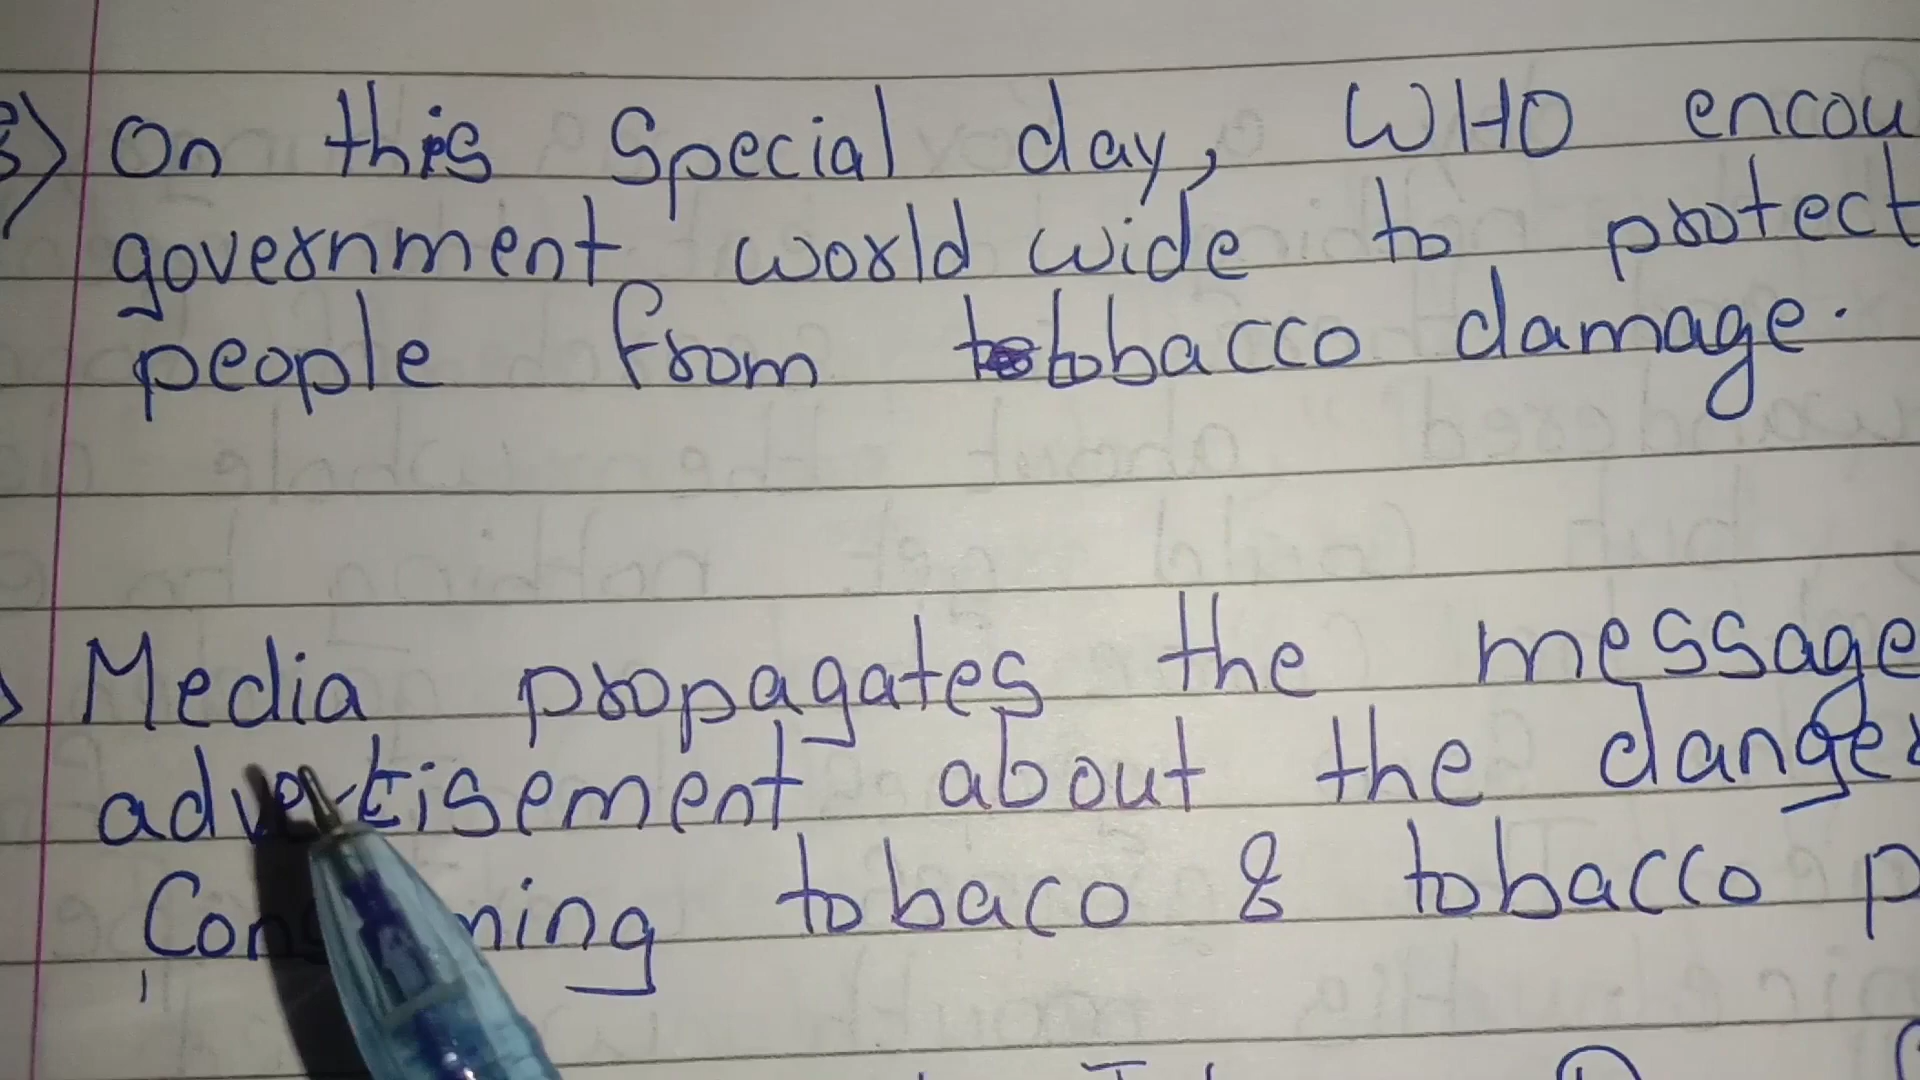 3) On this Special day, WHO encou
government world wide to protect
people from tobacco damage.
Media propagates the message
advertisement about the danger
tobaco & tobacco p